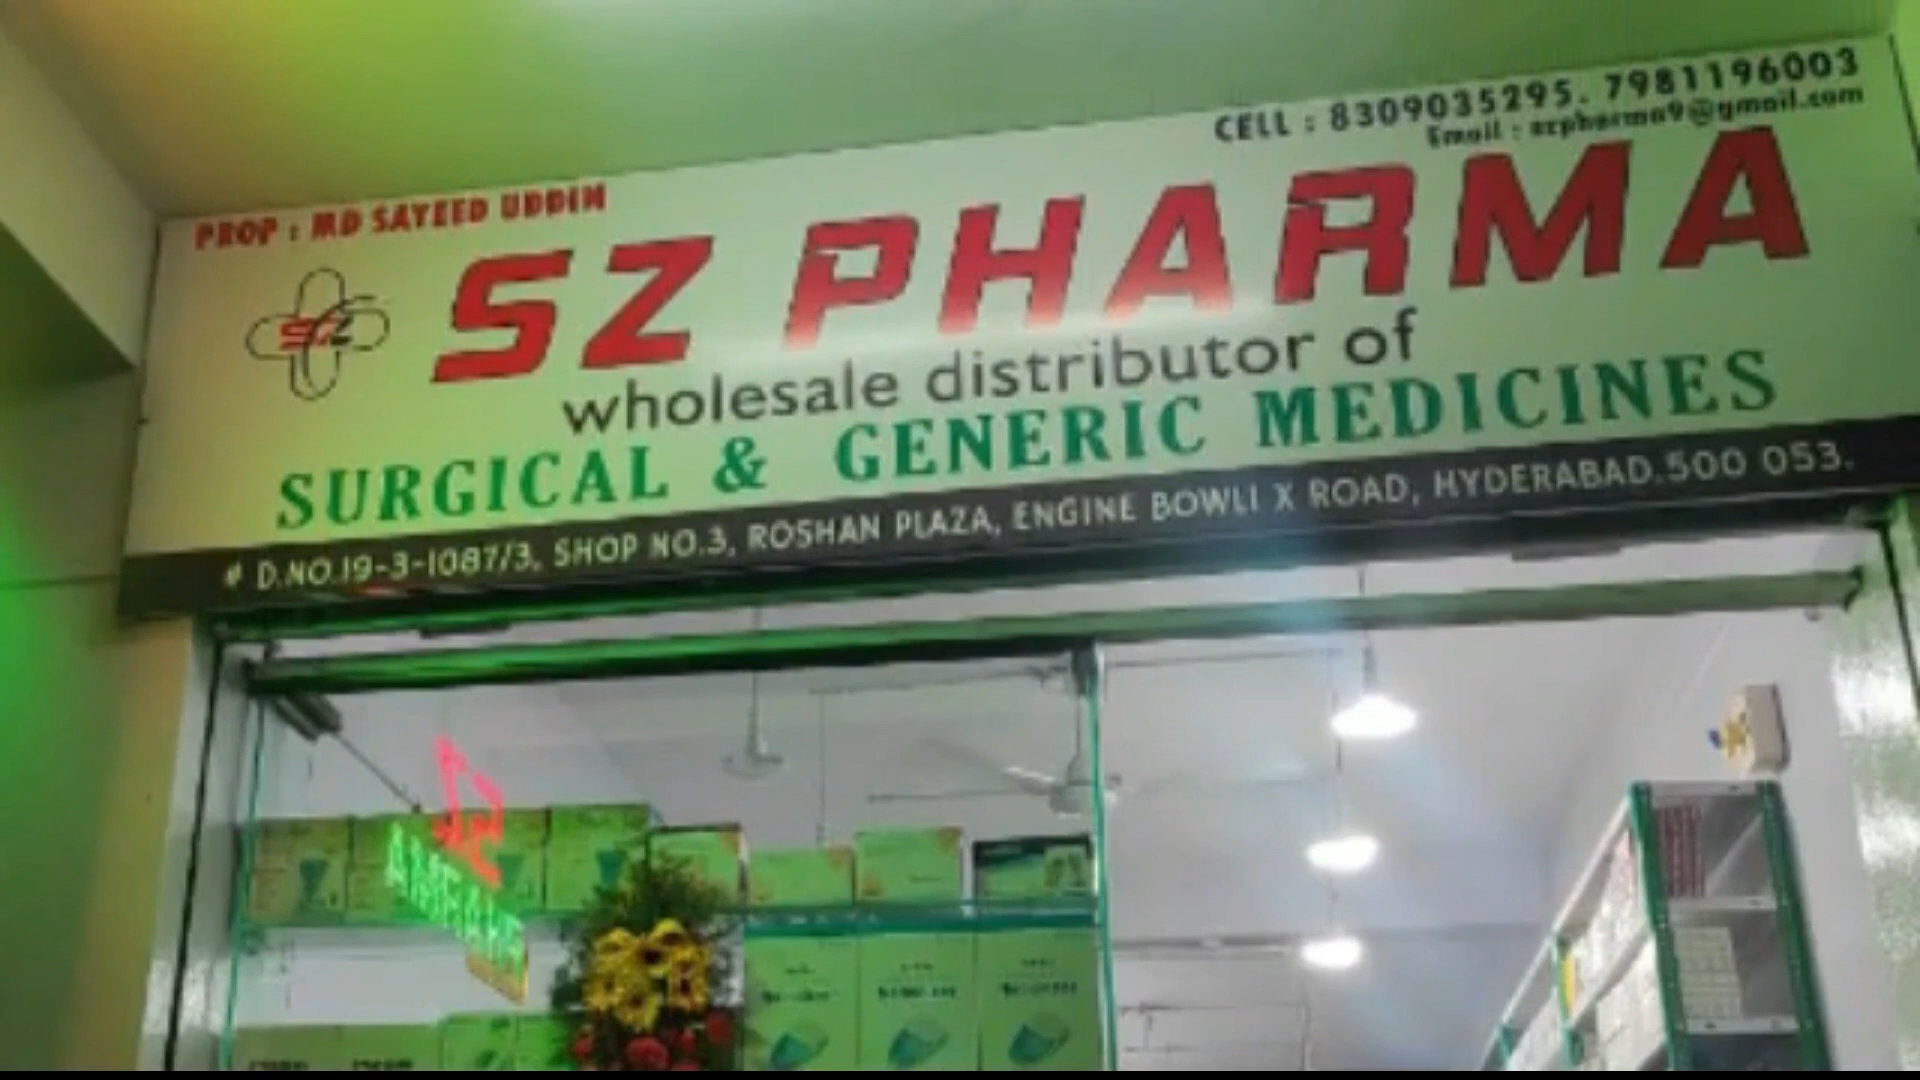 CELL : 8309035295. 7981196003
Email : szpharma9@gmail.com
PROP : MD SAYEED UDDIN
SZ
SZ PHARMA
wholesale distributor of
SURGICAL & GENERIC MEDICINES
# D.NO.19-3-1087/3, SHOP NO.3, ROSHAN PLAZA, ENGINE BOWLI X ROAD, HYDERABAD.500 053.